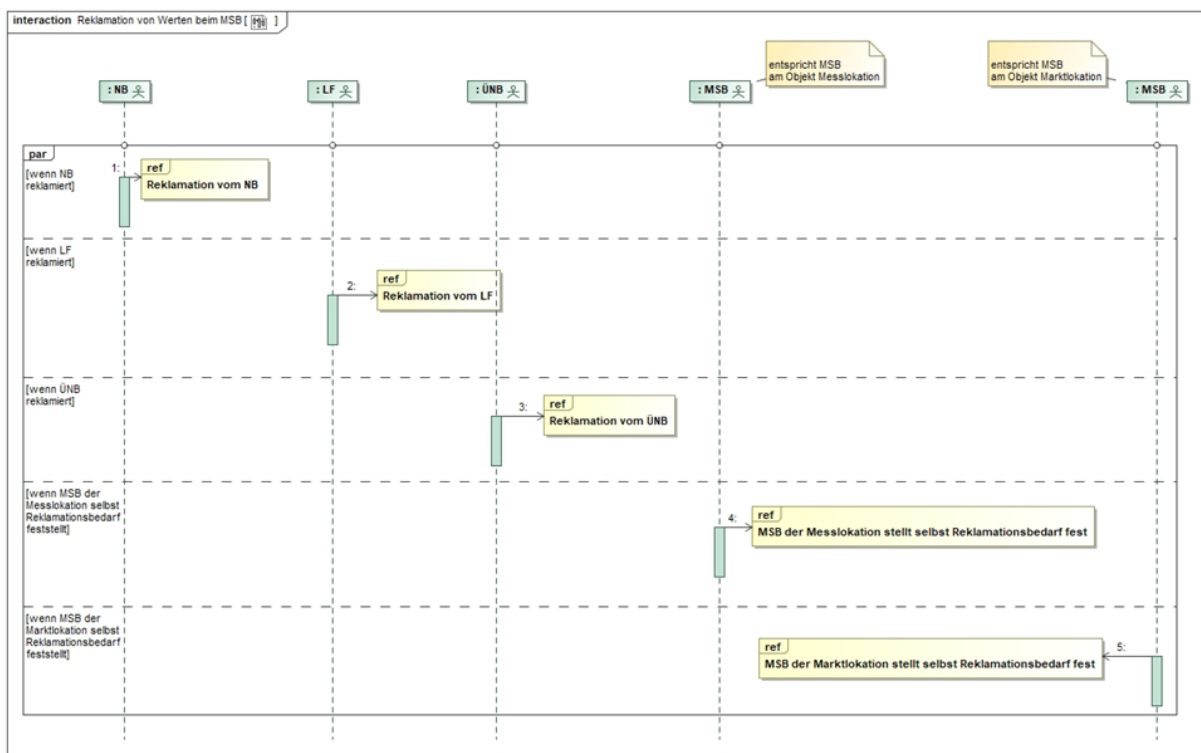 interaction Reklamation von Werten beim MSB [ ]
entspricht MSB
am Objekt Messlokation
entspricht MSB
am Objekt Marktlokation
: NB
: LF
: ÜNB
: MSB
: MSB
par
[wenn NB
reklamiert]
1:
ref
Reklamation vom NB
[wenn LF
reklamiert]
2:
ref
Reklamation vom LF
[wenn ÜNB
reklamiert]
3:
ref
Reklamation vom ÜNB
[wenn MSB der
Messlokation selbst
Reklamationsbedarf
feststellt]
4:
ref
MSB der Messlokation stellt selbst Reklamationsbedarf fest
[wenn MSB der
Marktlokation selbst
Reklamationsbedarf
feststellt]
5:
ref
MSB der Marktlokation stellt selbst Reklamationsbedarf fest